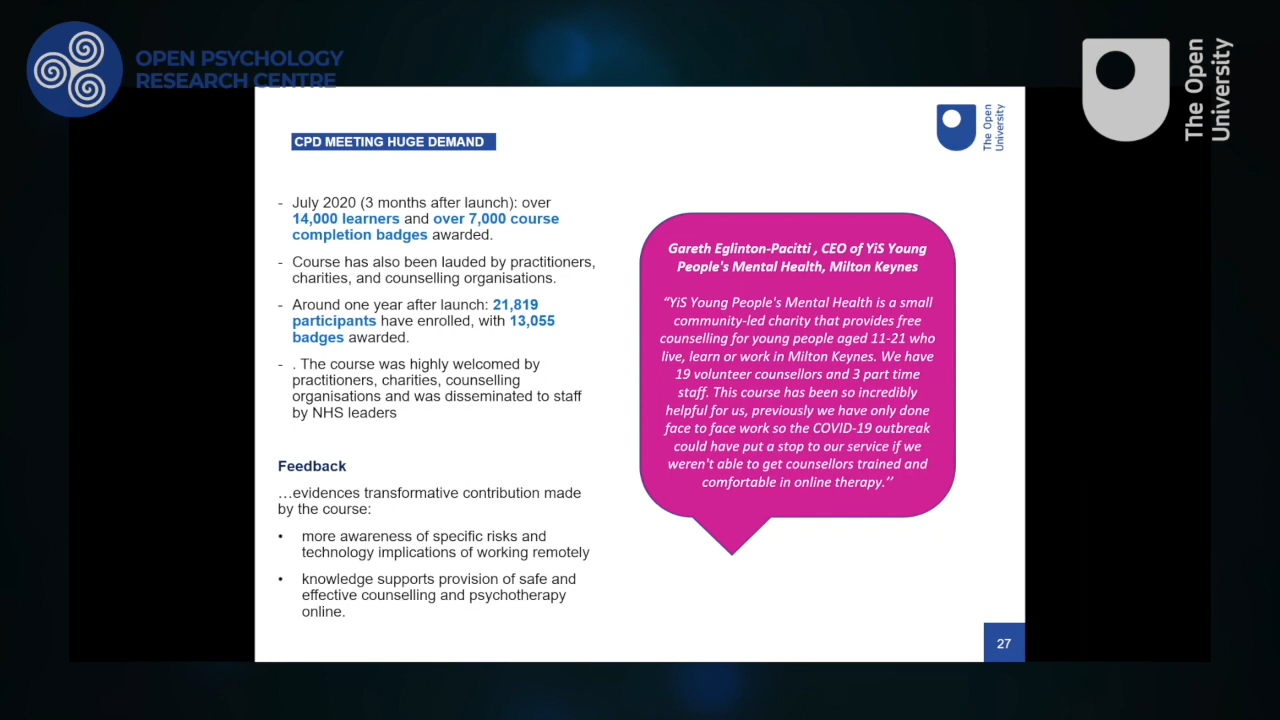 OPEN PSYCHOLOGY
RESEARCH CENTRE
The Open
University
CPD MEETING HUGE DEMAND
The Open
University
- July 2020 (3 months after launch): over
14,000 learners and over 7,000 course
completion badges awarded.
- Course has also been lauded by practitioners,
charities, and counselling organisations.
- Around one year after launch: 21,819
participants have enrolled, with 13,055
badges awarded.
- . The course was highly welcomed by
practitioners, charities, counselling
organisations and was disseminated to staff
by NHS leaders
Feedback
…evidences transformative contribution made
by the course:
• more awareness of specific risks and
technology implications of working remotely
• knowledge supports provision of safe and
effective counselling and psychotherapy
online.
Gareth Eglinton-Pacitti , CEO of YiS Young
People's Mental Health, Milton Keynes
“YiS Young People's Mental Health is a small
community-led charity that provides free
counselling for young people aged 11-21 who
live, learn or work in Milton Keynes. We have
19 volunteer counsellors and 3 part time
staff. This course has been so incredibly
helpful for us, previously we have only done
face to face work so the COVID-19 outbreak
could have put a stop to our service if we
weren't able to get counsellors trained and
comfortable in online therapy.’’
27